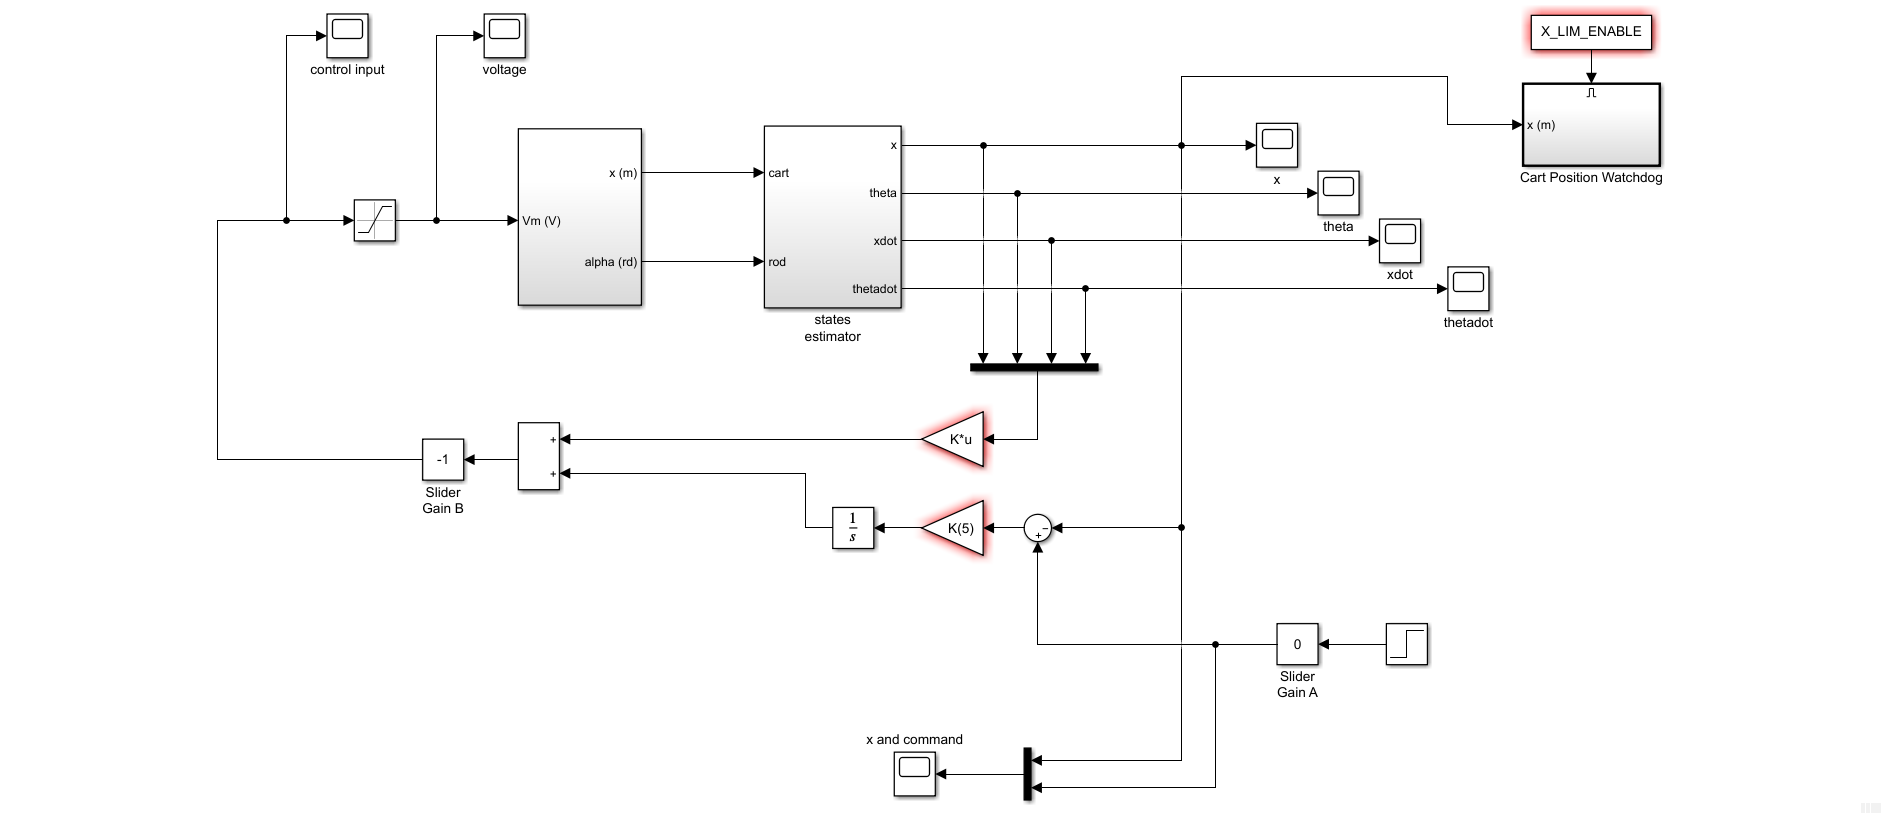 control input
voltage
X_LIM_ENABLE
x (m)
Cart Position Watchdog
Vm (V)
x (m)
alpha (rd)
cart
rod
x
theta
xdot
thetadot
states
estimator
x
theta
xdot
thetadot
K*u
+
+
-1
Slider
Gain B
1
s
K(5)
−
+
0
Slider
Gain A
x and command